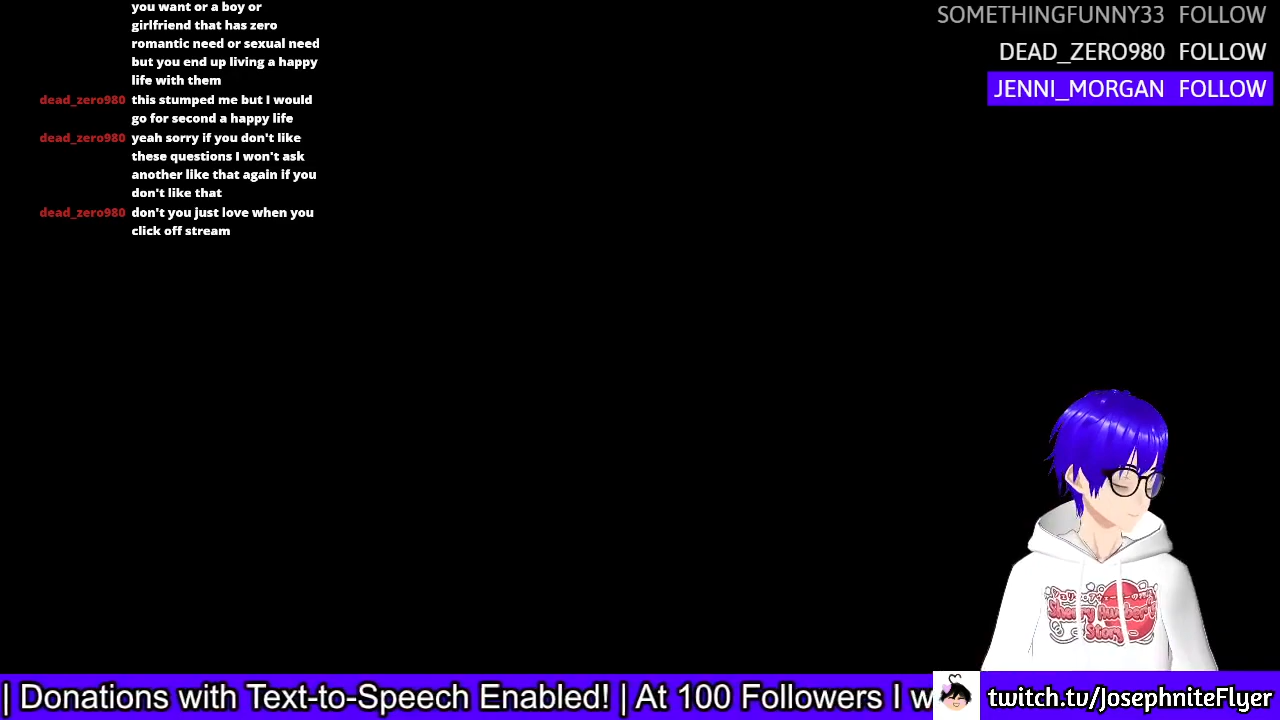 you want or a boy or
girlfriend that has zero
romantic need or sexual need
but you end up living a happy
life with them
dead_zero980 this stumped me but I would
go for second a happy life
dead_zero980 yeah sorry if you don't like
these questions I won't ask
another like that again if you
don't like that
dead_zero980 don't you just love when you
click off stream
SOMETHINGFUNNY33 FOLLOW
DEAD_ZERO980 FOLLOW
JENNI_MORGAN FOLLOW
Story
| Donations with Text-to-Speech Enabled! | At 100 Followers I w
twitch.tv/JosephniteFlyer